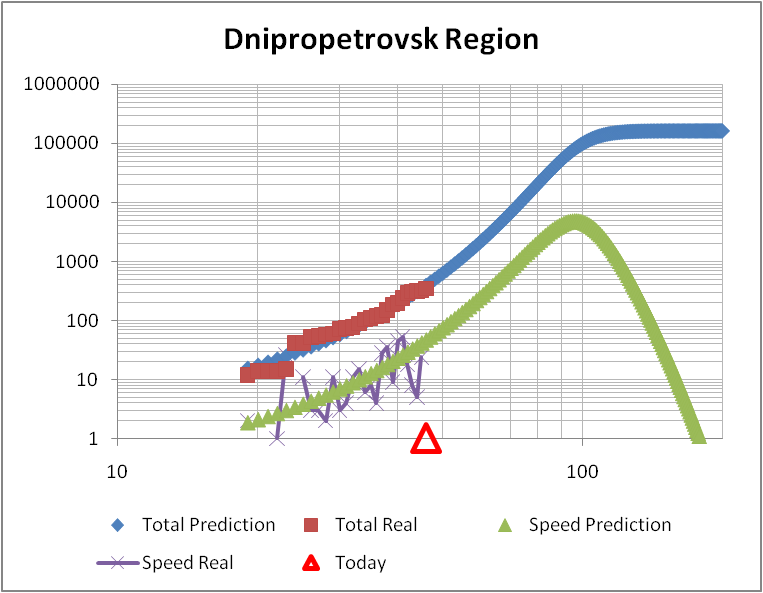 Dnipropetrovsk Region
1000000
100000
10000
1000
100
10
1
10 100
Total Prediction Total Real Speed Prediction
Speed Real Today